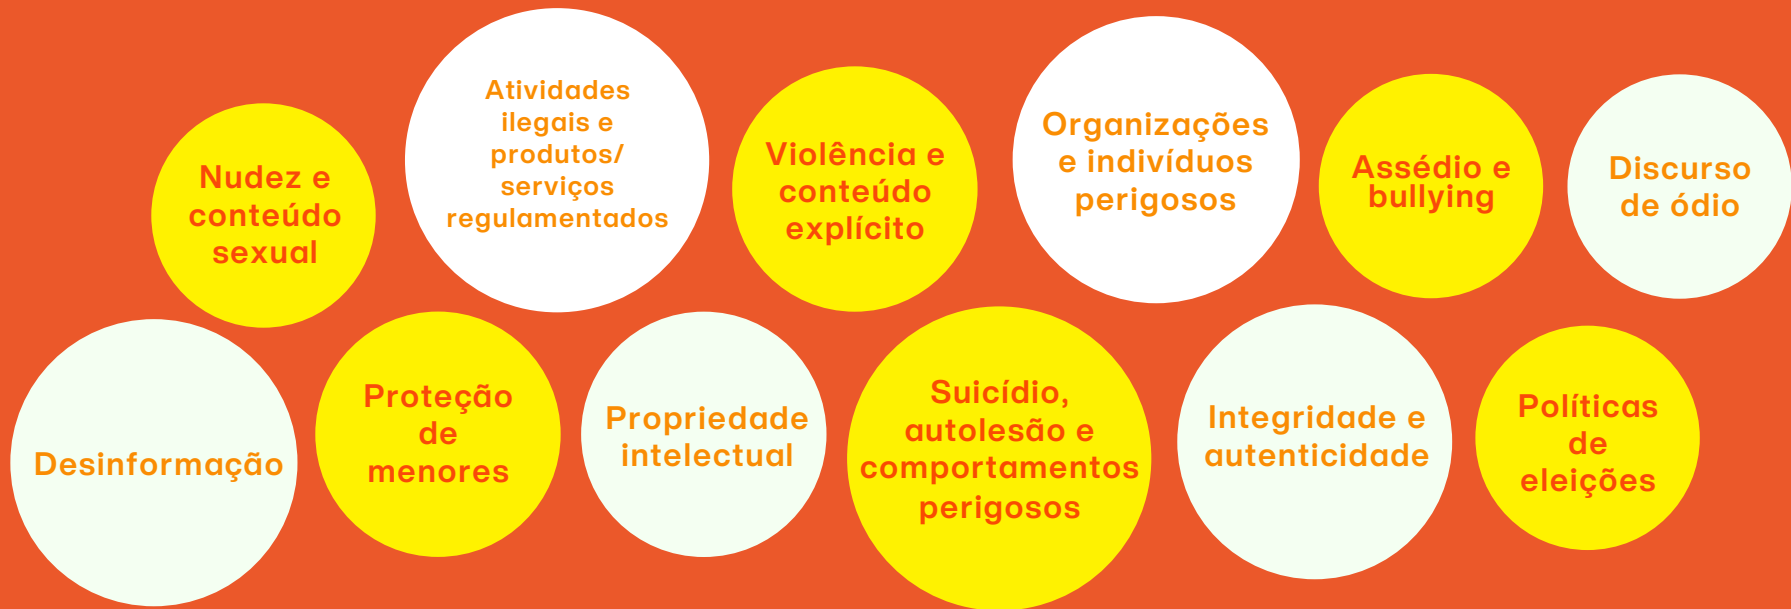 Nudez e
conteúdo
sexual
Atividades
ilegais e
produtos/
serviços
regulamentados
Violência e
conteúdo
explícito
Organizações
e indivíduos
perigosos
Assédio e
bullying
Discurso
de ódio
Desinformação
Proteção
de
menores
Propriedade
intelectual
Suicídio,
autolesão e
comportamentos
perigosos
Integridade e
autenticidade
Políticas
de
eleições